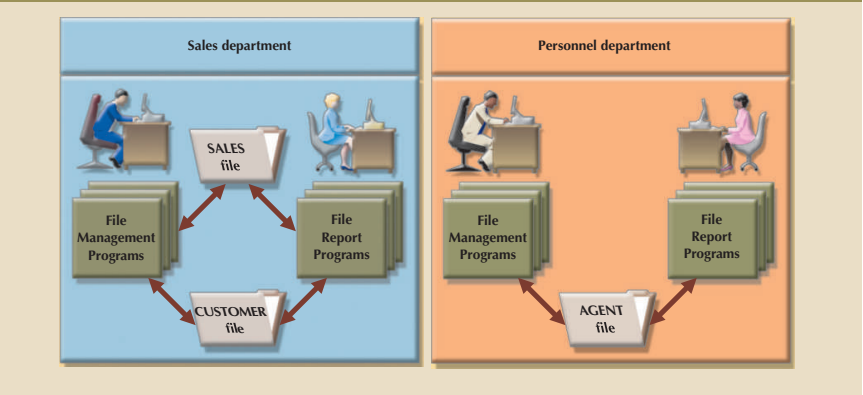 Sales department
Personnel department
SALES
file
File
Management
Programs
File
Report
Programs
CUSTOMER
file
File
Management
Programs
File
Report
Programs
AGENT
file